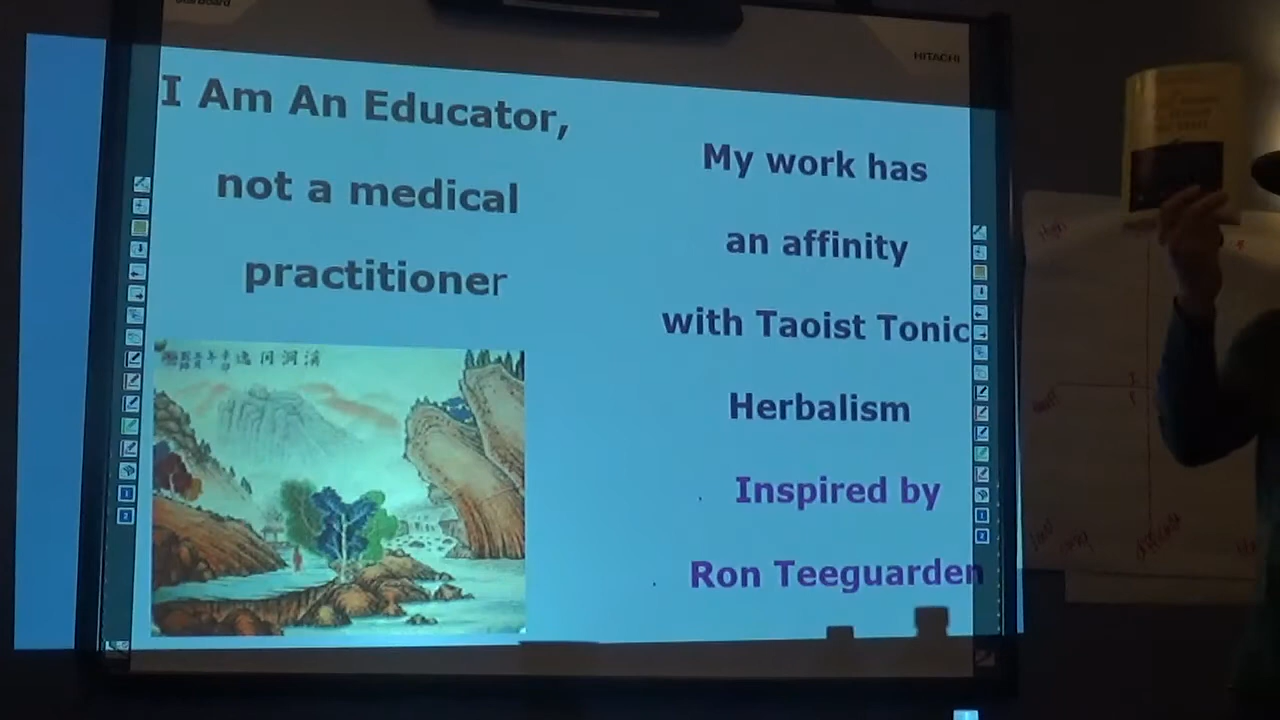 StarBoard
HITACHI
I Am An Educator,
not a medical
practitioner
My work has
an affinity
with Taoist Tonic
Herbalism
Inspired by
Ron Teeguarden